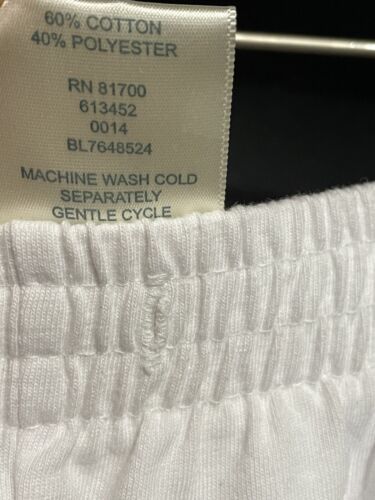 60% COTTON
40% POLYESTER
RN 81700
613452
0014
BL7648524
MACHINE WASH COLD
SEPARATELY
GENTLE CYCLE